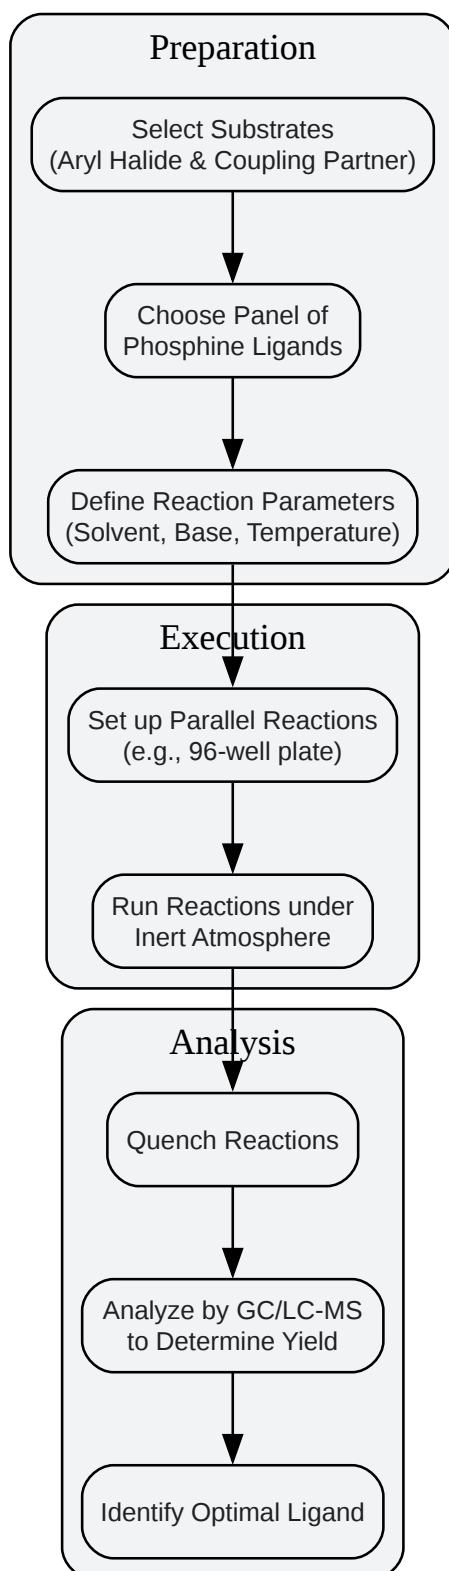 Preparation
Select Substrates
(Aryl Halide & Coupling Partner)
Choose Panel of
Phosphine Ligands
Define Reaction Parameters
(Solvent, Base, Temperature)
Execution
Set up Parallel Reactions
(e.g., 96-well plate)
Run Reactions under
Inert Atmosphere
Analysis
Quench Reactions
Analyze by GC/LC-MS
to Determine Yield
Identify Optimal Ligand